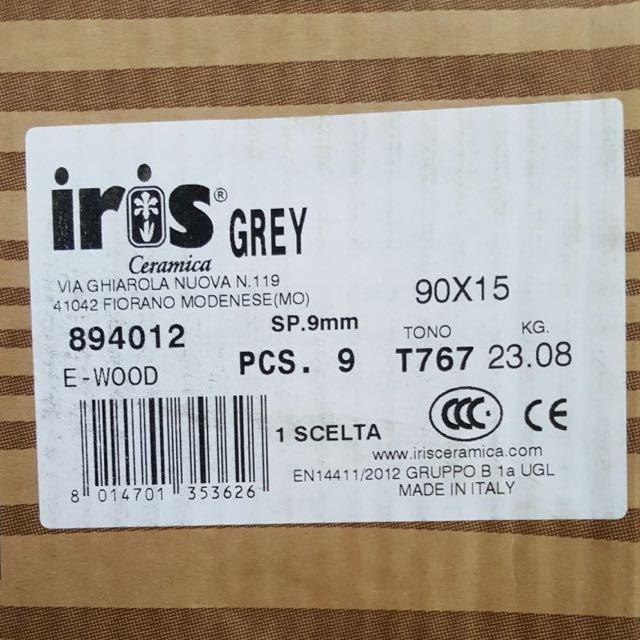 iris® GREY
Ceramica
VIA GHIAROLA NUOVA N.119
41042 FIORANO MODENESE(MO)
90X15
894012
SP.9mm
TONO
KG.
E-WOOD
PCS. 9
T767
23.08
1 SCELTA
CCC
CE
www.irisceramica.com
EN14411/2012 GRUPPO B 1a UGL
MADE IN ITALY
8 014701 353626